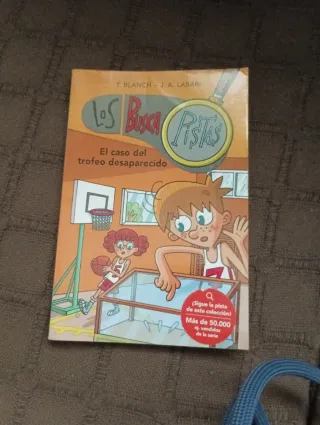 T. BLANCH - J. A. LABARI
LOS BUSCA PISTAS
El caso del
trofeo desaparecido
¡Sigue la pista
de esta colección!
Más de 50.000
ej. vendidos
de la serie